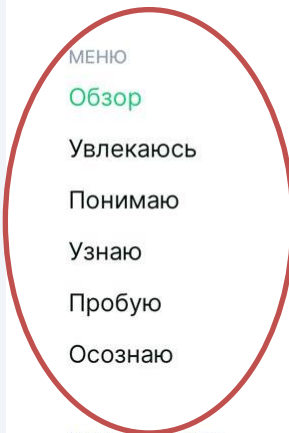 МЕНЮ
Обзор
Увлекаюсь
Понимаю
Узнаю
Пробую
Осознаю